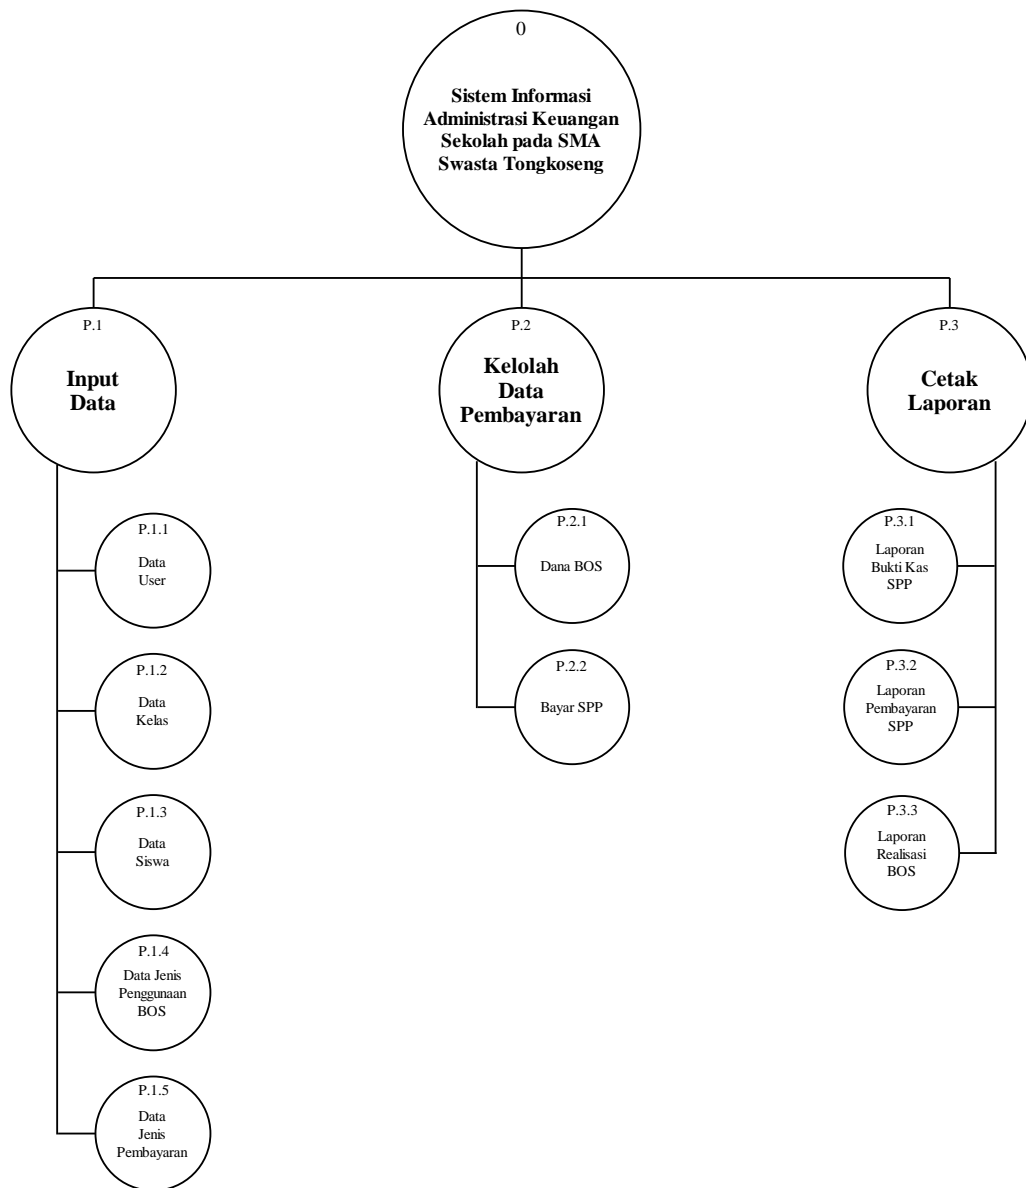 0
Sistem Informasi
Administrasi Keuangan
Sekolah pada SMA
Swasta Tongkoseng
P.1
Input
Data
P.2
Kelolah
Data
Pembayaran
P.3
Cetak
Laporan
P.1.1
Data
User
P.1.2
Data
Kelas
P.1.3
Data
Siswa
P.1.4
Data Jenis
Penggunaan
BOS
P.1.5
Data
Jenis
Pembayaran
P.2.1
Dana BOS
P.2.2
Bayar SPP
P.3.1
Laporan
Bukti Kas
SPP
P.3.2
Laporan
Pembayaran
SPP
P.3.3
Laporan
Realisasi
BOS